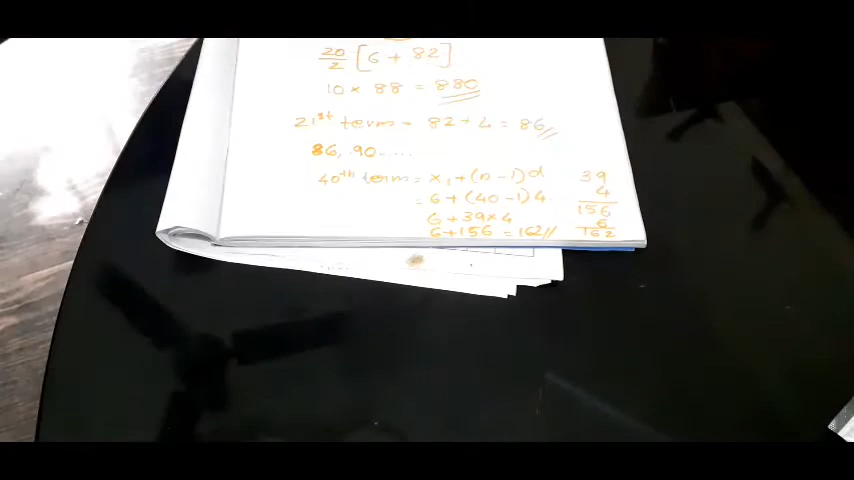 20/2 [6 + 82]
10 × 88 = 880
21st term = 82 + 4 = 86//
86, 90.....
40th term = x1 + (n-1)d
= 6 + (40-1)4
6 + 39×4
6+156 = 162//
39
4
156
6
162